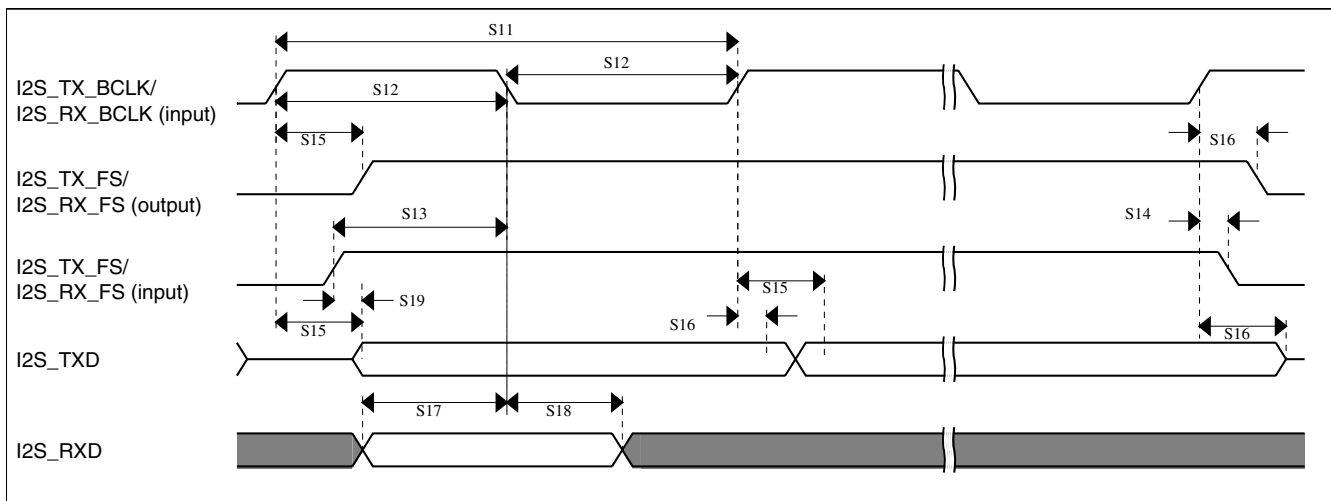 S11
I2S_TX_BCLK/
I2S_RX_BCLK (input)
S12
S12
S15
S16
I2S_TX_FS/
I2S_RX_FS (output)
S13
S14
I2S_TX_FS/
I2S_RX_FS (input)
S15
S19
S15
S16
S16
I2S_TXD
S17
S18
I2S_RXD